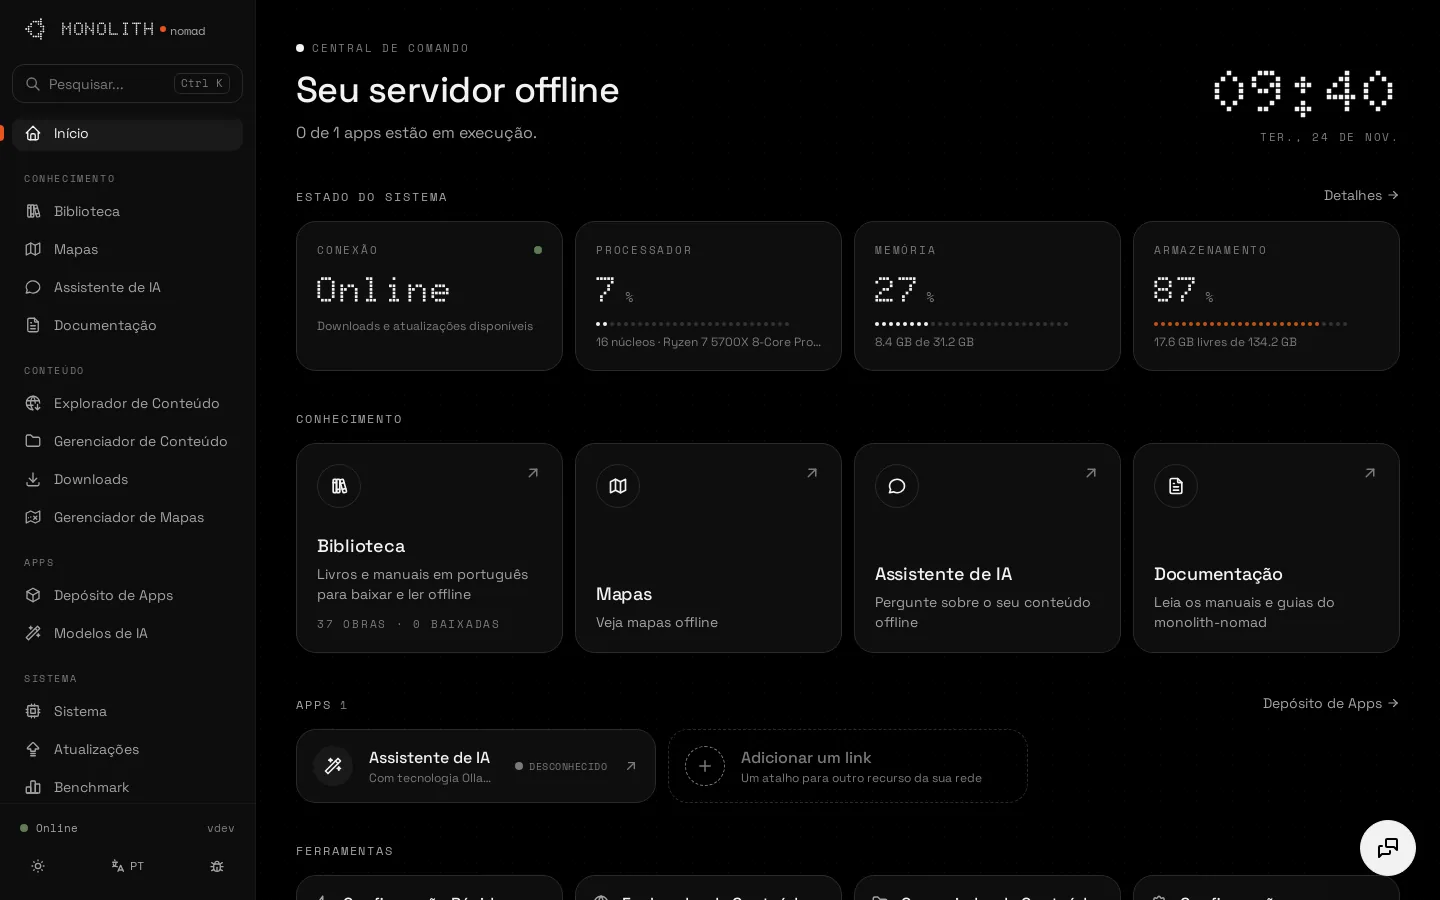 MONOLITH nomad
Pesquisar... Ctrl K
Início
CONHECIMENTO
Biblioteca
Mapas
Assistente de IA
Documentação
CONTEÚDO
Explorador de Conteúdo
Gerenciador de Conteúdo
Downloads
Gerenciador de Mapas
APPS
Depósito de Apps
Modelos de IA
SISTEMA
Sistema
Atualizações
Benchmark
Online vdev
PT
CENTRAL DE COMANDO
Seu servidor offline
0 de 1 apps estão em execução.
09:40
TER., 24 DE NOV.
ESTADO DO SISTEMA
Detalhes →
CONEXÃO
Online
Downloads e atualizações disponíveis
PROCESSADOR
7 %
16 núcleos · Ryzen 7 5700X 8-Core Pro...
MEMÓRIA
27 %
8.4 GB de 31.2 GB
ARMAZENAMENTO
87 %
17.6 GB livres de 134.2 GB
CONHECIMENTO
Biblioteca
Livros e manuais em português
para baixar e ler offline
37 OBRAS · 0 BAIXADAS
Mapas
Veja mapas offline
Assistente de IA
Pergunte sobre o seu conteúdo
offline
Documentação
Leia os manuais e guias do
monolith-nomad
APPS 1
Depósito de Apps →
Assistente de IA
Com tecnologia Olla...
DESCONHECIDO
Adicionar um link
Um atalho para outro recurso da sua rede
FERRAMENTAS